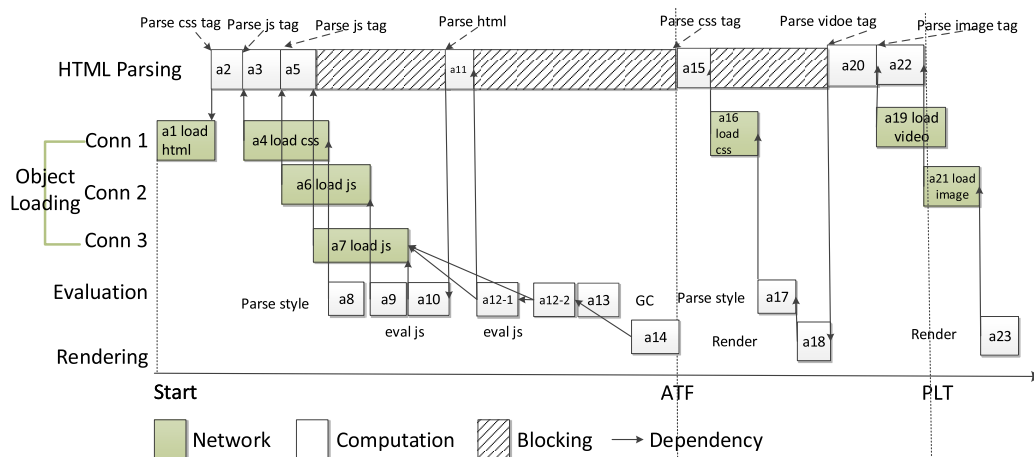 Parse css tag
Parse js tag
Parse js tag
Parse html
Parse css tag
Parse vidoe tag
Parse image tag
HTML Parsing
a2
a3
a5
a11
a15
a20
a22
Conn 1
a1 load
html
a4 load css
a16
load
css
a19 load
video
Object
Loading
Conn 2
a6 load js
a21 load
image
Conn 3
a7 load js
Evaluation
Parse style
a8
a9
a10
a12-1
a12-2
a13
GC
Parse style
a17
eval js
eval js
Rendering
a14
Render
a18
Render
a23
Start
ATF
PLT
Network
Computation
Blocking
Dependency